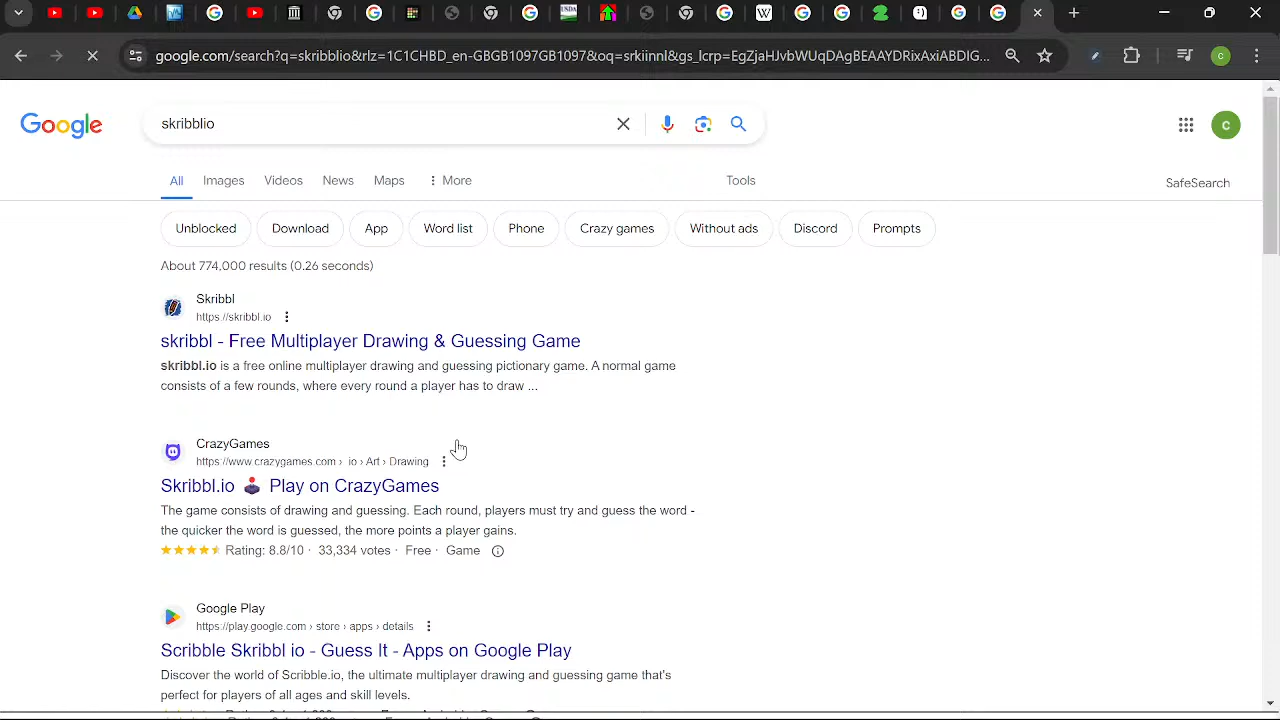 google.com/search?q=skribblio&rlz=1C1CHBD_en-GBGB1097GB1097&oq=srkiinnl&gs_lcrp=EgZjaHJvbWUqDAgBEAAYDRixAxiABDIG...
C
Google
skribblio
C
All Images Videos News Maps More Tools SafeSearch
Unblocked Download App Word list Phone Crazy games Without ads Discord Prompts
About 774,000 results (0.26 seconds)
Skribbl
https://skribbl.io
skribbl - Free Multiplayer Drawing & Guessing Game
skribbl.io is a free online multiplayer drawing and guessing pictionary game. A normal game
consists of a few rounds, where every round a player has to draw ...
CrazyGames
https://www.crazygames.com › io › Art › Drawing
Skribbl.io 🕹️ Play on CrazyGames
The game consists of drawing and guessing. Each round, players must try and guess the word -
the quicker the word is guessed, the more points a player gains.
Rating: 8.8/10 · 33,334 votes · Free · Game
Google Play
https://play.google.com › store › apps › details
Scribble Skribbl io - Guess It - Apps on Google Play
Discover the world of Scribble.io, the ultimate multiplayer drawing and guessing game that's
perfect for players of all ages and skill levels.